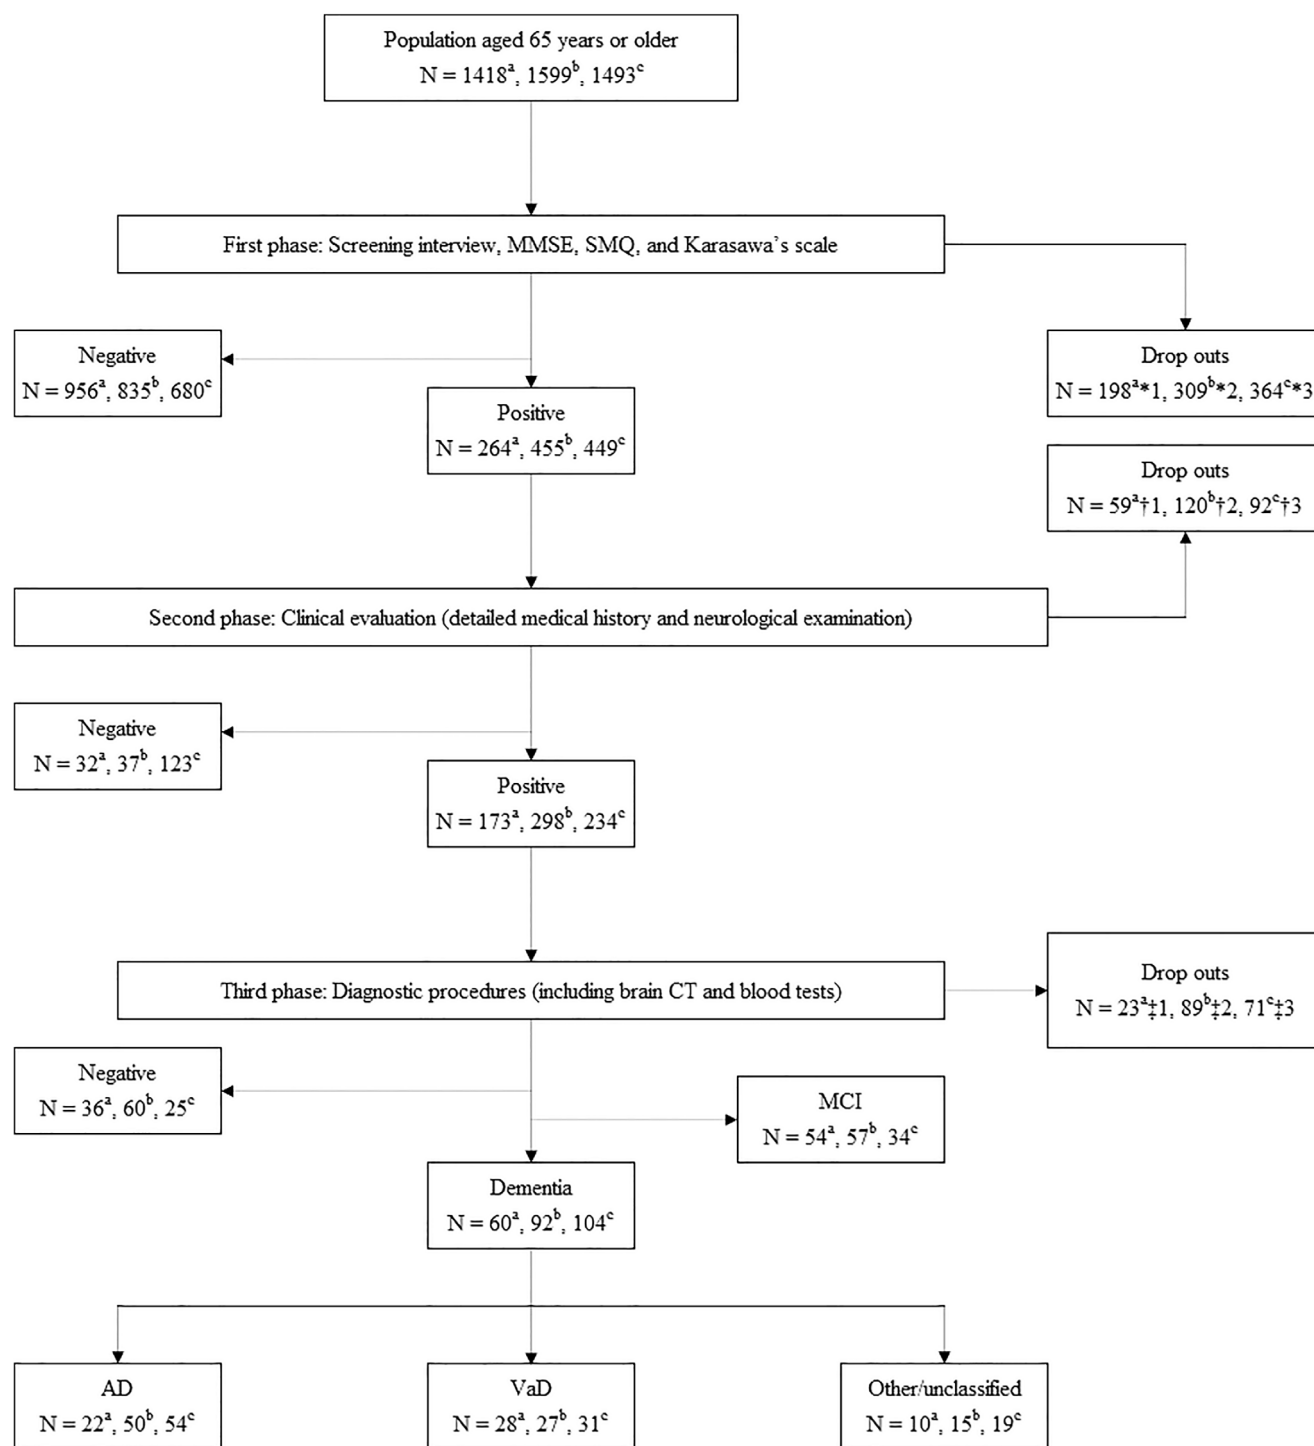 Population aged 65 years or older
N = 1418ᵃ, 1599ᵇ, 1493ᶜ
First phase: Screening interview, MMSE, SMQ, and Karasawa’s scale
Negative
N = 956ᵃ, 835ᵇ, 680ᶜ
Drop outs
N = 198ᵃ*1, 309ᵇ*2, 364ᶜ*3
Positive
N = 264ᵃ, 455ᵇ, 449ᶜ
Drop outs
N = 59ᵃ†1, 120ᵇ†2, 92ᶜ†3
Second phase: Clinical evaluation (detailed medical history and neurological examination)
Negative
N = 32ᵃ, 37ᵇ, 123ᶜ
Positive
N = 173ᵃ, 298ᵇ, 234ᶜ
Third phase: Diagnostic procedures (including brain CT and blood tests)
Drop outs
N = 23ᵃ‡1, 89ᵇ‡2, 71ᶜ‡3
Negative
N = 36ᵃ, 60ᵇ, 25ᶜ
MCI
N = 54ᵃ, 57ᵇ, 34ᶜ
Dementia
N = 60ᵃ, 92ᵇ, 104ᶜ
AD
N = 22ᵃ, 50ᵇ, 54ᶜ
VaD
N = 28ᵃ, 27ᵇ, 31ᶜ
Other/unclassified
N = 10ᵃ, 15ᵇ, 19ᶜ